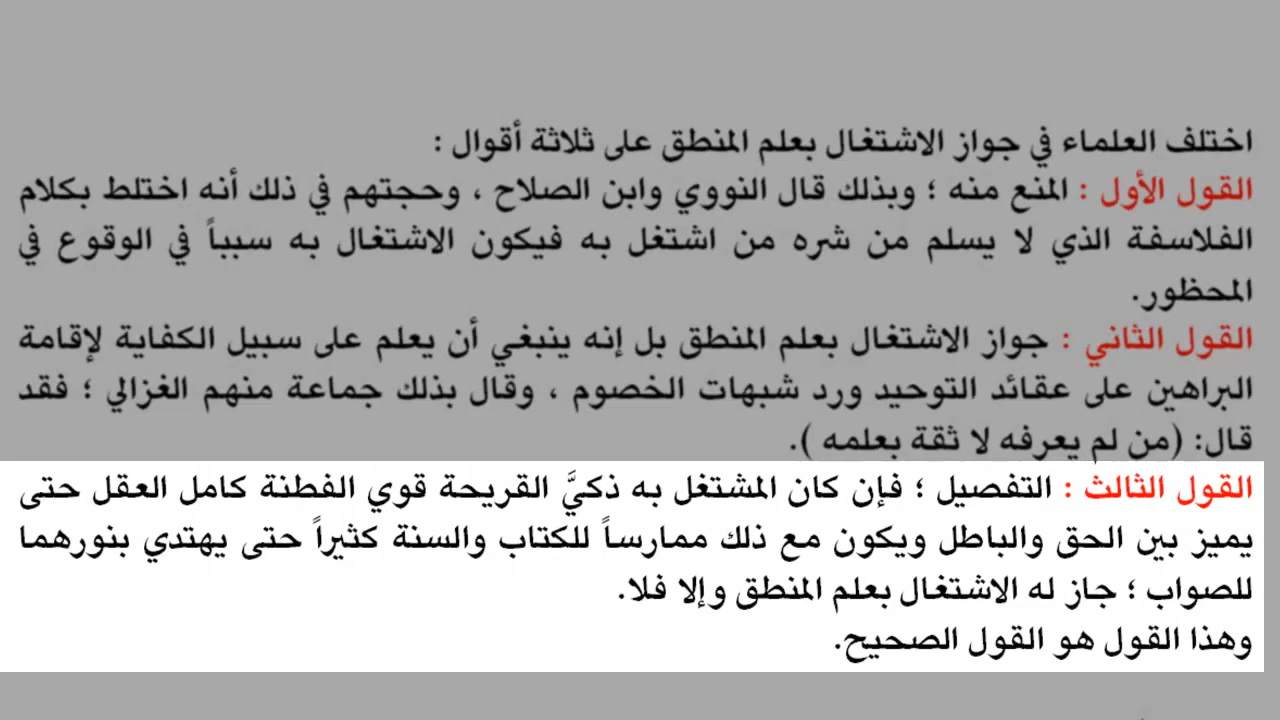 اختلف العلماء في جواز الاشتغال بعلم المنطق على ثلاثة أقوال :
القول الأول : المنع منه ؛ وبذلك قال النووي وابن الصلاح ، وحجتهم في ذلك أنه اختلط بكلام
الفلاسفة الذي لا يسلم من شره من اشتغل به فيكون الاشتغال به سبباً في الوقوع في
المحظور.
القول الثاني : جواز الاشتغال بعلم المنطق بل إنه ينبغي أن يعلم على سبيل الكفاية لإقامة
البراهين على عقائد التوحيد ورد شبهات الخصوم ، وقال بذلك جماعة منهم الغزالي ؛ فقد
قال: (من لم يعرفه لا ثقة بعلمه ).
القول الثالث : التفصيل ؛ فإن كان المشتغل به ذكيَّ القريحة قوي الفطنة كامل العقل حتى
يميز بين الحق والباطل ويكون مع ذلك ممارساً للكتاب والسنة كثيراً حتى يهتدي بنورهما
للصواب ؛ جاز له الاشتغال بعلم المنطق وإلا فلا.
وهذا القول هو القول الصحيح.